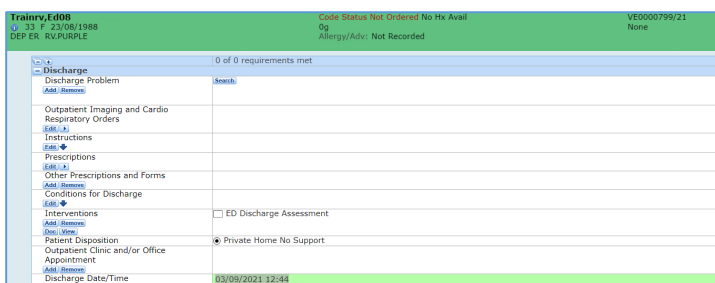 Trainrv,Ed08 Code Status Not Ordered No Hx Avail VE0000799/21
33 F 23/08/1988 0g None
DEP ER RV.PURPLE Allergy/Adv: Not Recorded
0 of 0 requirements met
Discharge
Discharge Problem Search
Add Remove
Outpatient Imaging and Cardio
Respiratory Orders
Edit
Instructions
Edit
Prescriptions
Edit
Other Prescriptions and Forms
Add Remove
Conditions for Discharge
Edit
Interventions ED Discharge Assessment
Add Remove
Doc View
Patient Disposition Private Home No Support
Outpatient Clinic and/or Office
Appointment
Add Remove
Discharge Date/Time 03/09/2021 12:44